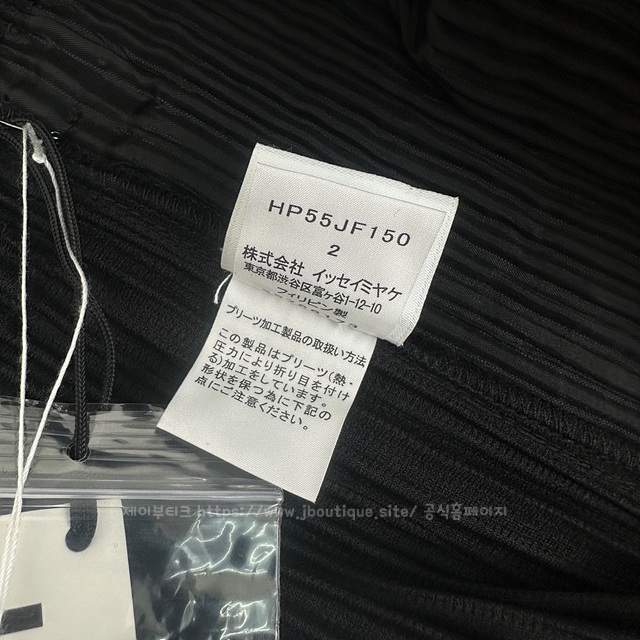 HP55JF150
2
株式会社 イッセイミヤケ
東京都渋谷区富ヶ谷1-12-10
フィリピン製
プリーツ加工製品の取扱い方法
この製品はプリーツ(熱・
圧力により折り目を付け
る)加工をしています。
形状を保つ為に下記の
点にご注意ください。
제이부티크 https://www.jboutique.site/ 공식홈페이지